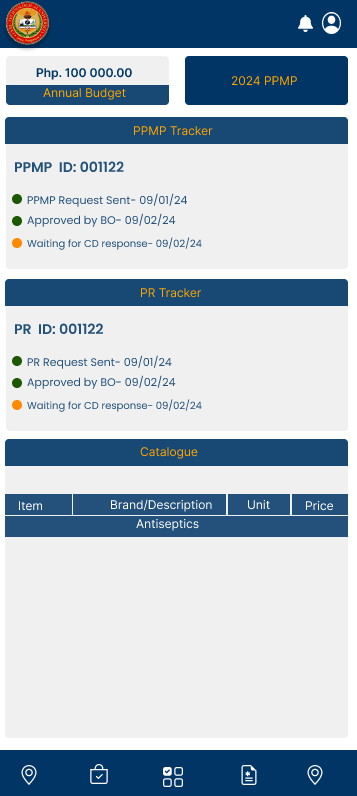 Php. 100 000.00
Annual Budget
2024 PPMP
PPMP Tracker
PPMP ID: 001122
PPMP Request Sent- 09/01/24
Approved by BO- 09/02/24
Waiting for CD response- 09/02/24
PR Tracker
PR ID: 001122
PR Request Sent- 09/01/24
Approved by BO- 09/02/24
Waiting for CD response- 09/02/24
Catalogue
Item Brand/Description Unit Price
Antiseptics